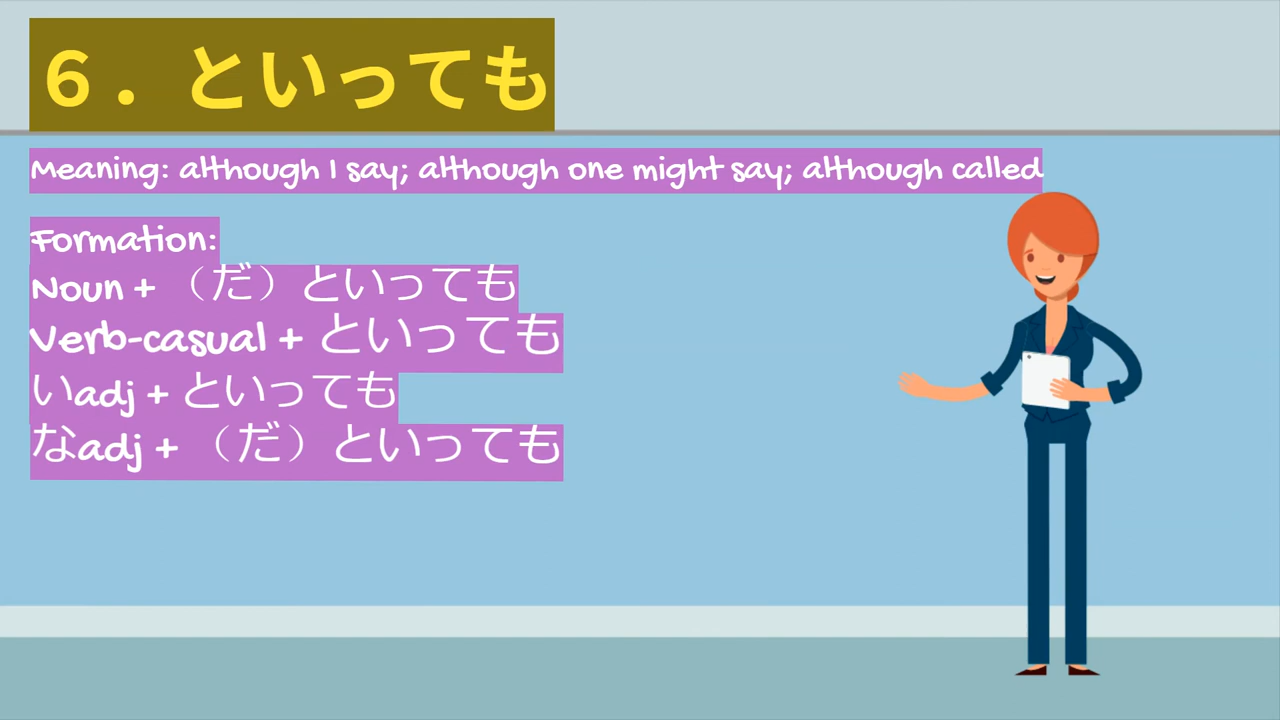 ６．といっても
Meaning: although I say; although one might say; although called
Formation:
Noun + （だ）といっても
Verb-casual + といっても
いadj + といっても
なadj + （だ）といっても